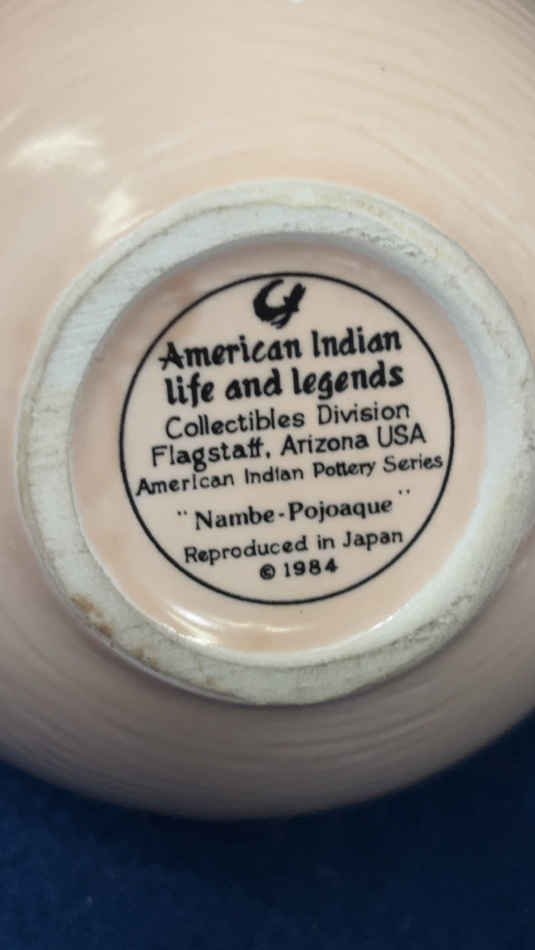 American Indian
life and legends
Collectibles Division
Flagstaff, Arizona USA
American Indian Pottery Series
"Nambe-Pojoaque"
Reproduced in Japan
© 1984